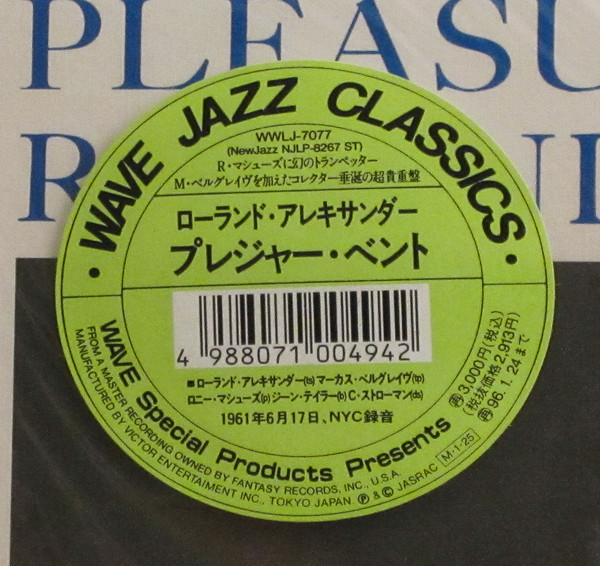 PLEASU
R
WAVE JAZZ CLASSICS
WWLJ-7077
(NewJazz NJLP-8267 ST)
R・マシューズに幻のトランペッター
M・ベルグレイヴを加えたコレクター垂涎の超貴重盤
ローランド・アレキサンダー
プレジャー・ベント
4 988071 004942
■ローランド・アレキサンダー(ts)マーカス・ベルグレイヴ(tp)
ロニー・マシューズ(p)ジーン・テイラー(b)C・ストローマン(ds)
1961年6月17日、NYC録音
WAVE Special Products Presents
FROM A MASTER RECORDING OWNED BY FANTASY RECORDS, INC., U.S.A.
MANUFACTURED BY VICTOR ENTERTAIMENT INC., TOKYO JAPAN. Ⓟ & © JASRAC
M-1-25
再3,000円(税込)
(税抜価格2,913円)
再96.1.24まで